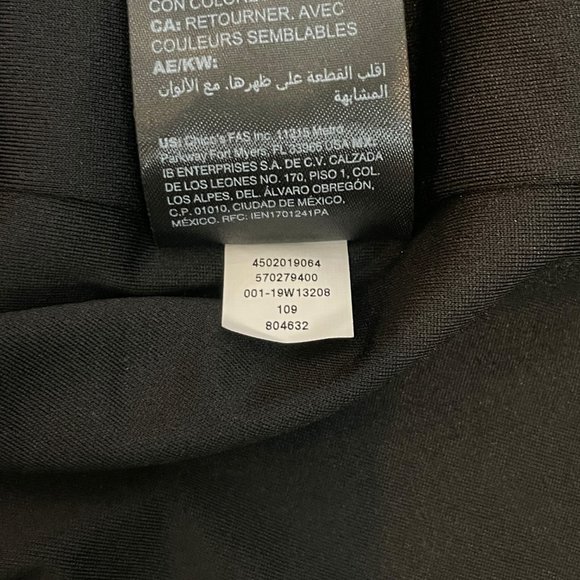 CON COLORE
CA: RETOURNER. AVEC
COULEURS SEMBLABLES
AE/KW:
اقلب القطعة على ظهرها. مع الألوان
المشابهة
US: Chico's FAS Inc. 11215 Metro
Parkway Fort Myers, FL 33966 USA MX:
IB ENTERPRISES S.A. DE C.V. CALZADA
DE LOS LEONES NO. 170, PISO 1, COL.
LOS ALPES, DEL. ÁLVARO OBREGÓN,
C.P. 01010, CIUDAD DE MÉXICO,
MÉXICO. RFC: IEN1701241PA
4502019064
570279400
001-19W13208
109
804632